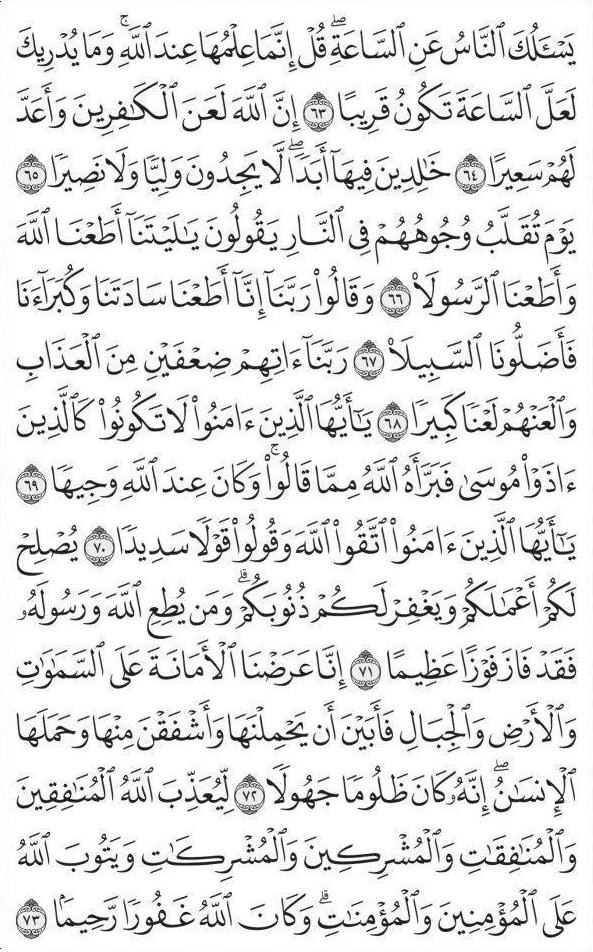 يَسْـَٔلُكَ ٱلنَّاسُ عَنِ ٱلسَّاعَةِۖ قُلْ إِنَّمَا عِلْمُهَا عِندَ ٱللَّهِۚ وَمَا يُدْرِيكَ
لَعَلَّ ٱلسَّاعَةَ تَكُونُ قَرِيبًا ٦٣ إِنَّ ٱللَّهَ لَعَنَ ٱلْكَٰفِرِينَ وَأَعَدَّ
لَهُمْ سَعِيرًا ٦٤ خَٰلِدِينَ فِيهَآ أَبَدًاۖ لَّا يَجِدُونَ وَلِيًّا وَلَا نَصِيرًا ٦٥
يَوْمَ تُقَلَّبُ وُجُوهُهُمْ فِى ٱلنَّارِ يَقُولُونَ يَٰلَيْتَنَآ أَطَعْنَا ٱللَّهَ
وَأَطَعْنَا ٱلرَّسُولَا۠ ٦٦ وَقَالُوا۟ رَبَّنَآ إِنَّآ أَطَعْنَا سَادَتَنَا وَكُبَرَآءَنَا
فَأَضَلُّونَا ٱلسَّبِيلَا۠ ٦٧ رَبَّنَآ ءَاتِهِمْ ضِعْفَيْنِ مِنَ ٱلْعَذَابِ
وَٱلْعَنْهُمْ لَعْنًا كَبِيرًا ٦٨ يَٰٓأَيُّهَا ٱلَّذِينَ ءَامَنُوا۟ لَا تَكُونُوا۟ كَٱلَّذِينَ
ءَاذَوْا۟ مُوسَىٰ فَبَرَّأَهُ ٱللَّهُ مِمَّا قَالُوا۟ۚ وَكَانَ عِندَ ٱللَّهِ وَجِيهًا ٦٩
يَٰٓأَيُّهَا ٱلَّذِينَ ءَامَنُوا۟ ٱتَّقُوا۟ ٱللَّهَ وَقُولُوا۟ قَوْلًا سَدِيدًا ٧٠ يُصْلِحْ
لَكُمْ أَعْمَٰلَكُمْ وَيَغْفِرْ لَكُمْ ذُنُوبَكُمْۗ وَمَن يُطِعِ ٱللَّهَ وَرَسُولَهُۥ
فَقَدْ فَازَ فَوْزًا عَظِيمًا ٧١ إِنَّا عَرَضْنَا ٱلْأَمَانَةَ عَلَى ٱلسَّمَٰوَٰتِ
وَٱلْأَرْضِ وَٱلْجِبَالِ فَأَبَيْنَ أَن يَحْمِلْنَهَا وَأَشْفَقْنَ مِنْهَا وَحَمَلَهَا
ٱلْإِنسَٰنُۖ إِنَّهُۥ كَانَ ظَلُومًا جَهُولًا ٧٢ لِّيُعَذِّبَ ٱللَّهُ ٱلْمُنَٰفِقِينَ
وَٱلْمُنَٰفِقَٰتِ وَٱلْمُشْرِكِينَ وَٱلْمُشْرِكَٰتِ وَيَتُوبَ ٱللَّهُ
عَلَى ٱلْمُؤْمِنِينَ وَٱلْمُؤْمِنَٰتِۗ وَكَانَ ٱللَّهُ غَفُورًا رَّحِيمًۢا ٧٣